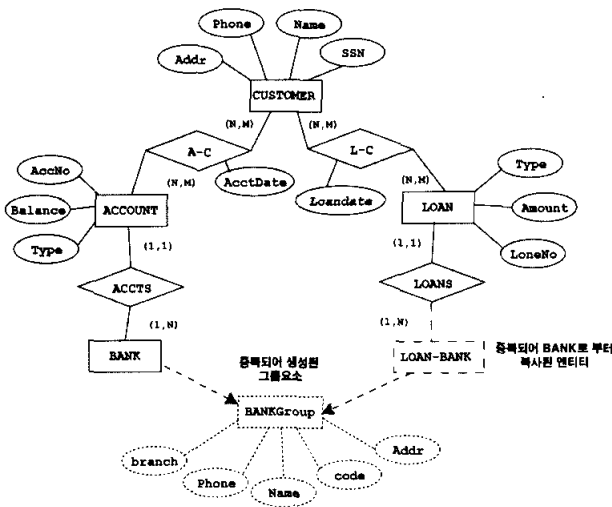 Phone
Name
Addr
SSN
CUSTOMER
(N,M)
(N,M)
A-C
L-C
AccNo
(N,M)
AcctDate
Loandate
(N,M)
Type
Balance
ACCOUNT
LOAN
Amount
Type
(1,1)
(1,1)
LoneNo
ACCTS
LOANS
(1,N)
(1,N)
BANK
중복되어 생성된
그룹요소
LOAN-BANK
중복되어 BANK로 부터
복사된 엔티티
BANKGroup
branch
Phone
Name
code
Addr